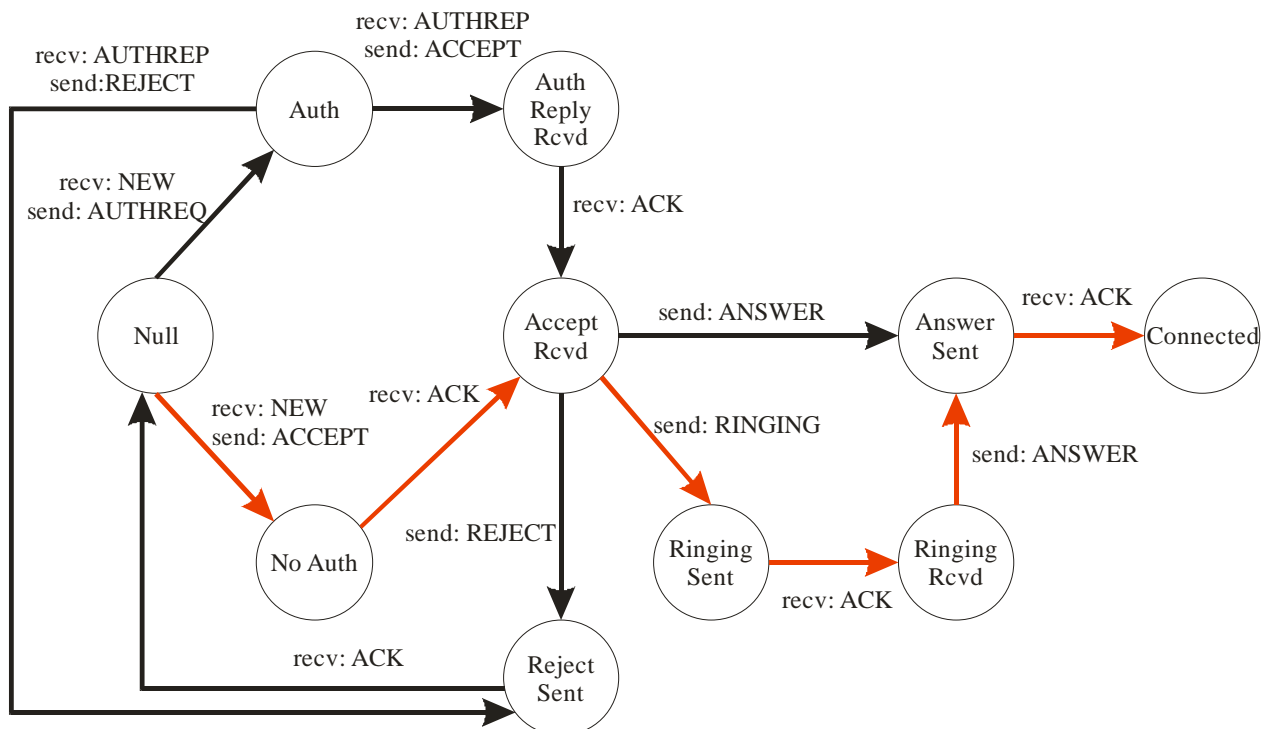 recv: AUTHREP
send: ACCEPT
recv: AUTHREP
send:REJECT
Auth
Auth
Reply
Rcvd
recv: NEW
send: AUTHREQ
recv: ACK
Null
Accept
Rcvd
send: ANSWER
Answer
Sent
recv: ACK
Connected
recv: NEW
send: ACCEPT
recv: ACK
send: RINGING
send: ANSWER
No Auth
send: REJECT
Ringing
Sent
recv: ACK
Ringing
Rcvd
recv: ACK
Reject
Sent